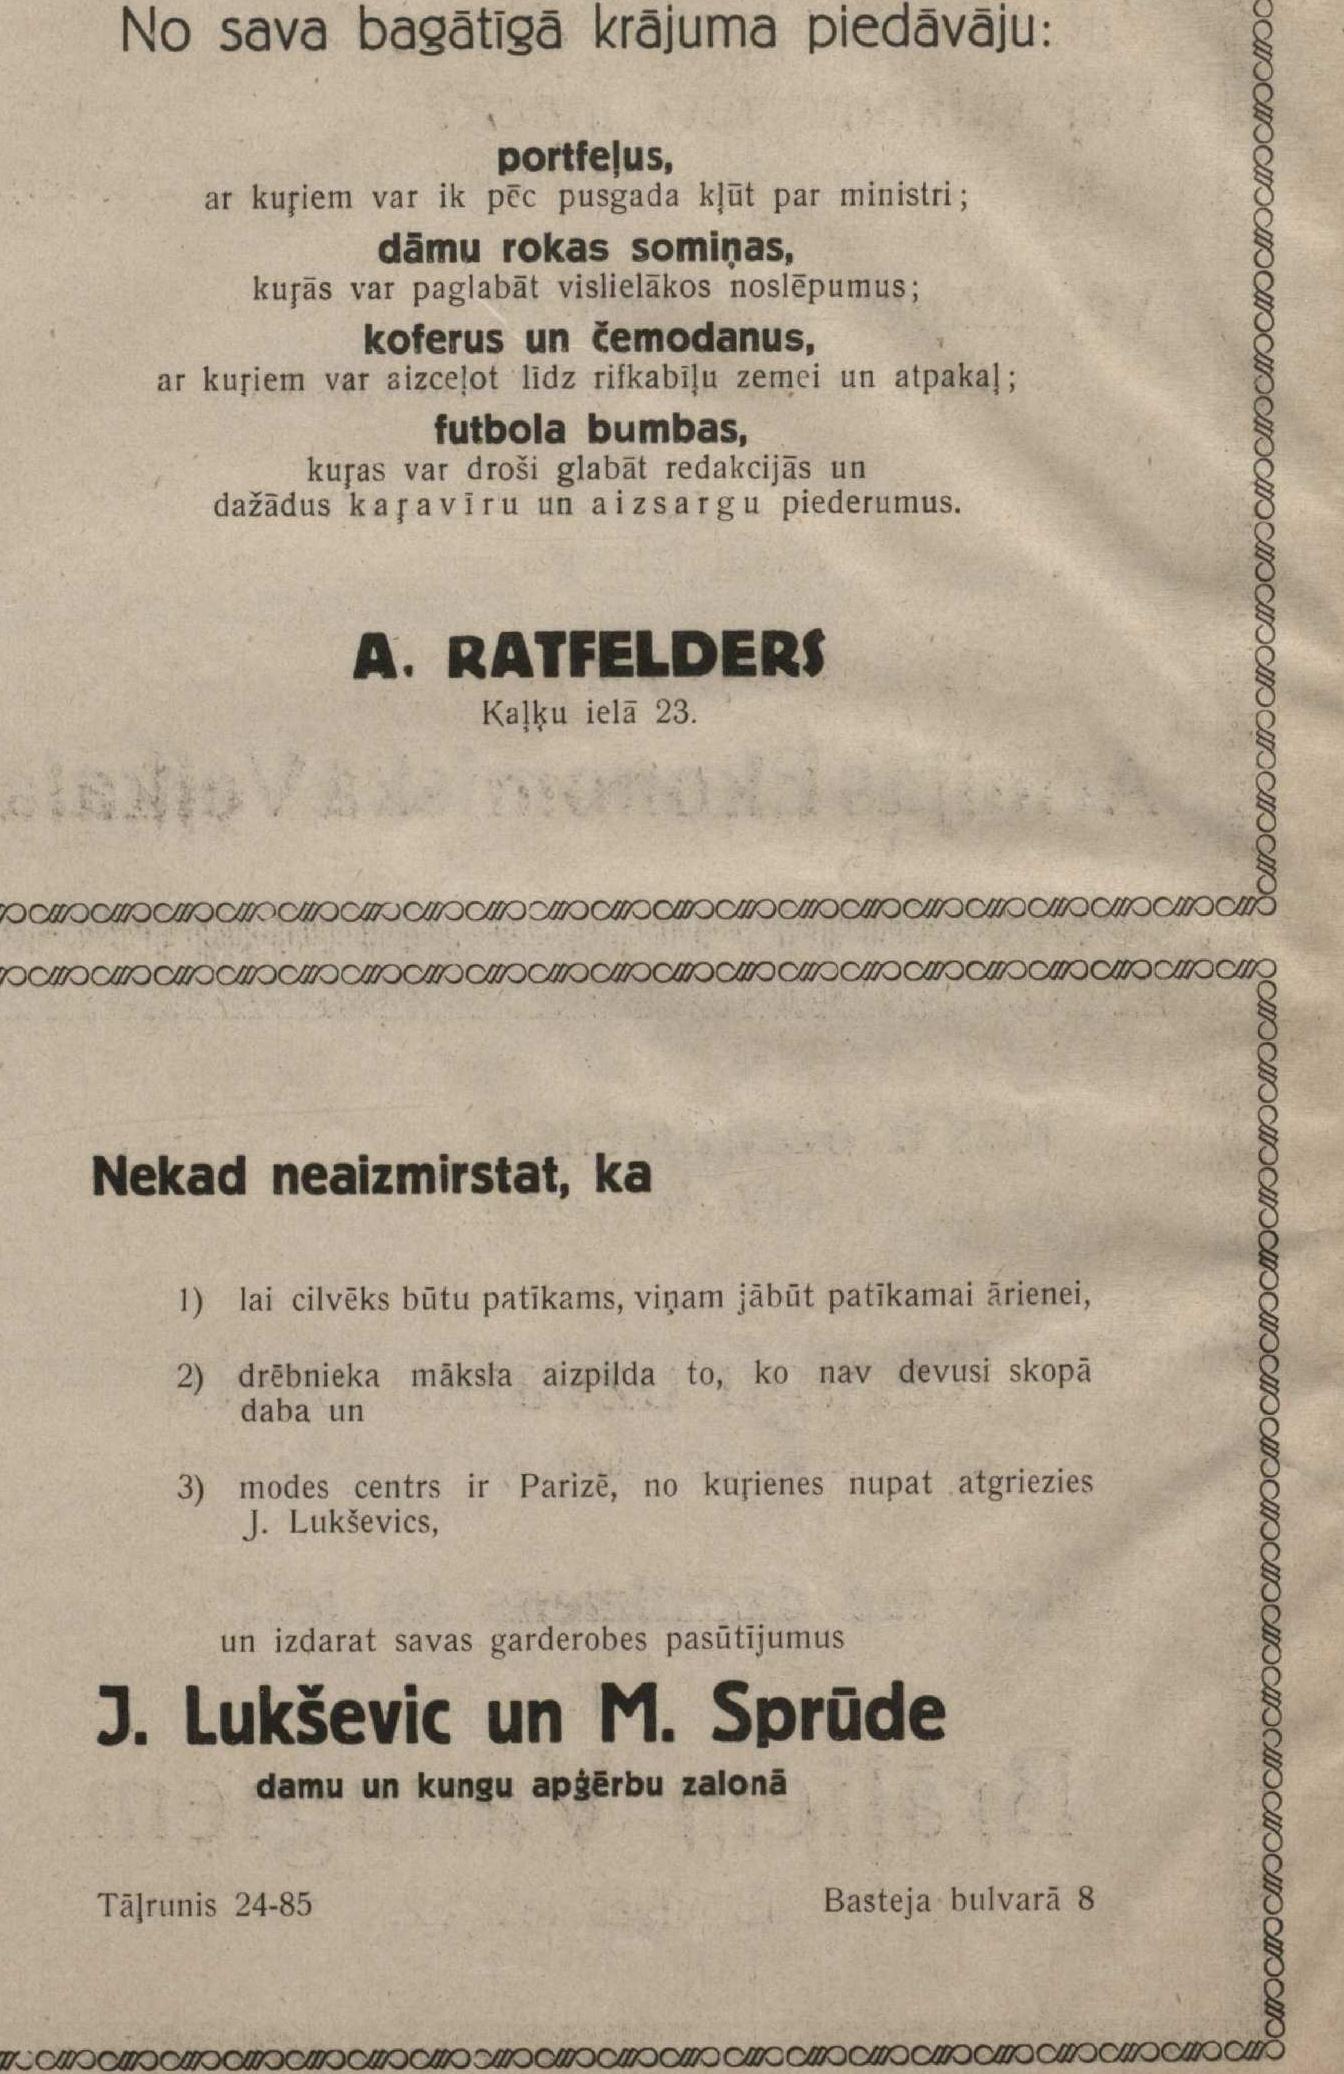 No sava bagātīgā krājuma piedāvāju:
portfeļus,
ar kuŗiem var ik pēc pusgada kļūt par ministri;
dāmu rokas somiņas,
kuŗās var paglabāt vislielākos noslēpumus;
koferus un čemodanus,
ar kuŗiem var aizceļot līdz rifkabīļu zemei un atpakaļ;
futbola bumbas,
kuŗas var droši glabāt redakcijās un
dažādus kaŗavīru un aizsargu piederumus.
A. RATFELDERS
Kaļķu ielā 23.
Nekad neaizmirstat, ka
1) lai cilvēks būtu patīkams, viņam jābūt patīkamai ārienei,
2) drēbnieka māksla aizpilda to, ko nav devusi skopā
daba un
3) modes centrs ir Parizē, no kuŗienes nupat atgriezies
J. Lukševics,
un izdarat savas garderobes pasūtījumus
J. Lukševic un M. Sprūde
damu un kungu apģērbu zalonā
Tāļrunis 24-85 Basteja bulvarā 8